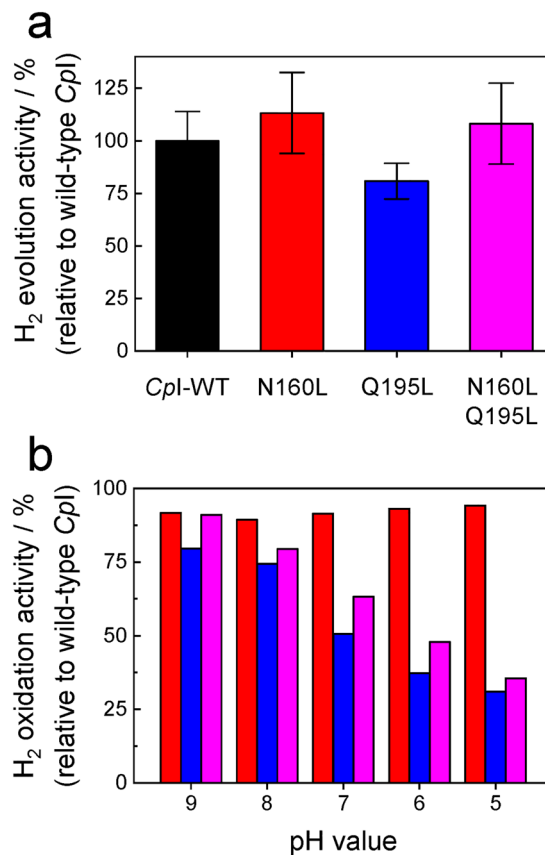 a
H₂ evolution activity / %
(relative to wild-type CpI)
125
100
75
50
25
0
CpI-WT N160L Q195L N160L
Q195L
b
H₂ oxidation activity / %
(relative to wild-type CpI)
100
75
50
25
0
9 8 7 6 5
pH value